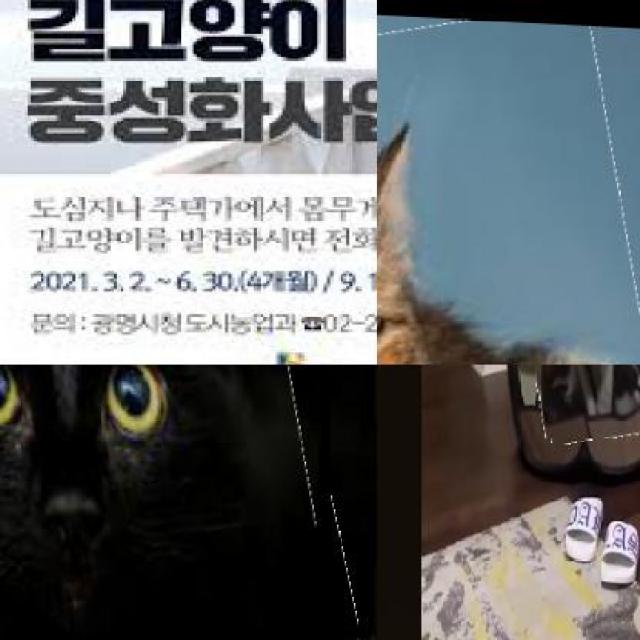 길고양이
중성화사업
도심지나 주택가에서 몸무게
길고양이를 발견하시면 전화
2021. 3. 2. ~ 6. 30.(4개월) / 9. 1
문의 : 광명시청 도시농업과 ☎02-2